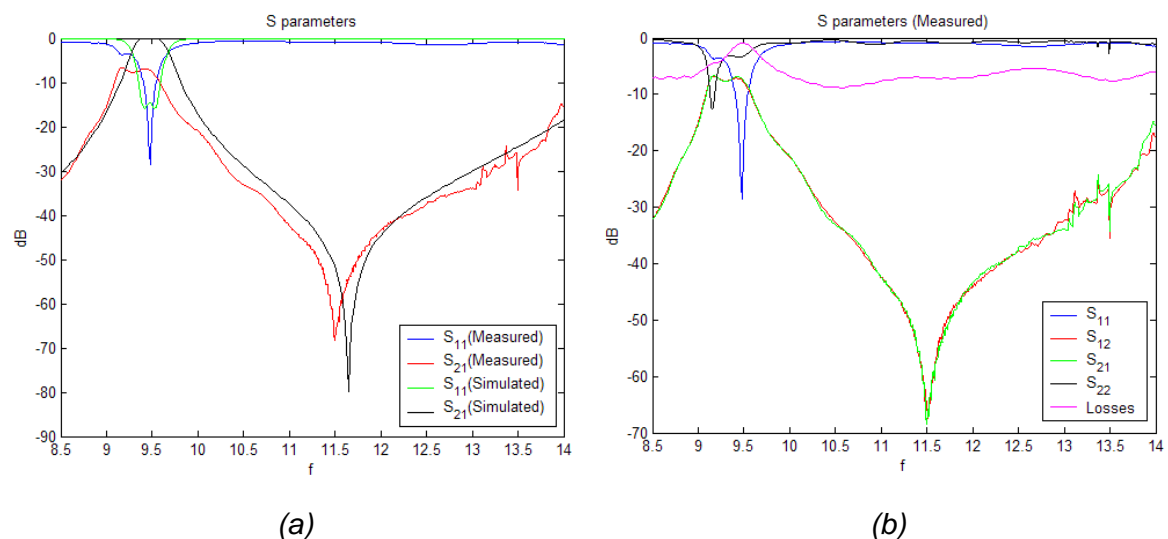 S parameters
0
-10
-20
-30
-40
-50
-60
-70
-80
-90
dB
8.5 9 9.5 10 10.5 11 11.5 12 12.5 13 13.5 14
f
S11(Measured)
S21(Measured)
S11(Simulated)
S21(Simulated)
(a)
S parameters (Measured)
0
-10
-20
-30
-40
-50
-60
-70
dB
8.5 9 9.5 10 10.5 11 11.5 12 12.5 13 13.5 14
f
S11
S12
S21
S22
Losses
(b)